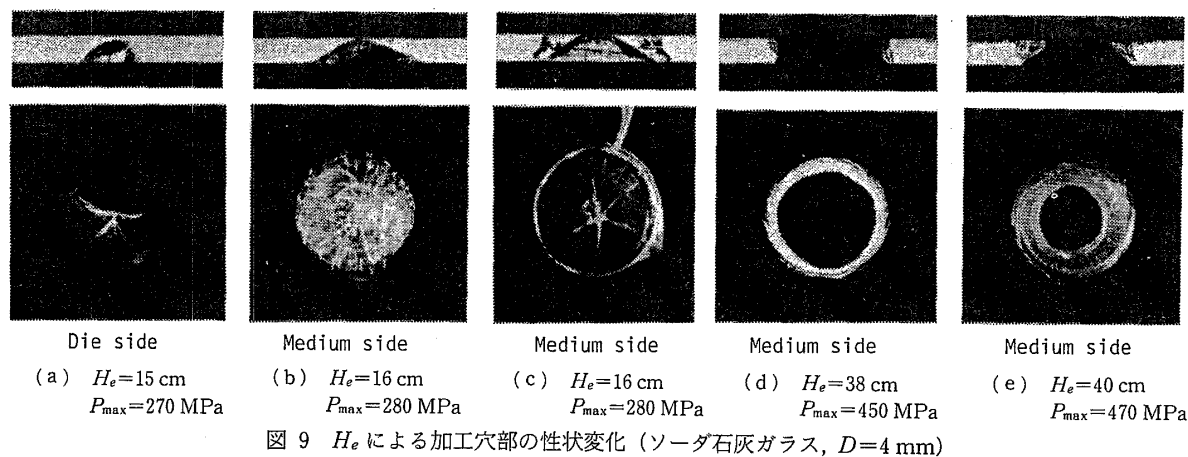 Die side
Medium side
Medium side
Medium side
Medium side
(a) He=15 cm
Pmax=270 MPa
(b) He=16 cm
Pmax=280 MPa
(c) He=16 cm
Pmax=280 MPa
(d) He=38 cm
Pmax=450 MPa
(e) He=40 cm
Pmax=470 MPa
図 9 Heによる加工穴部の性状変化（ソーダ石灰ガラス, D=4 mm）